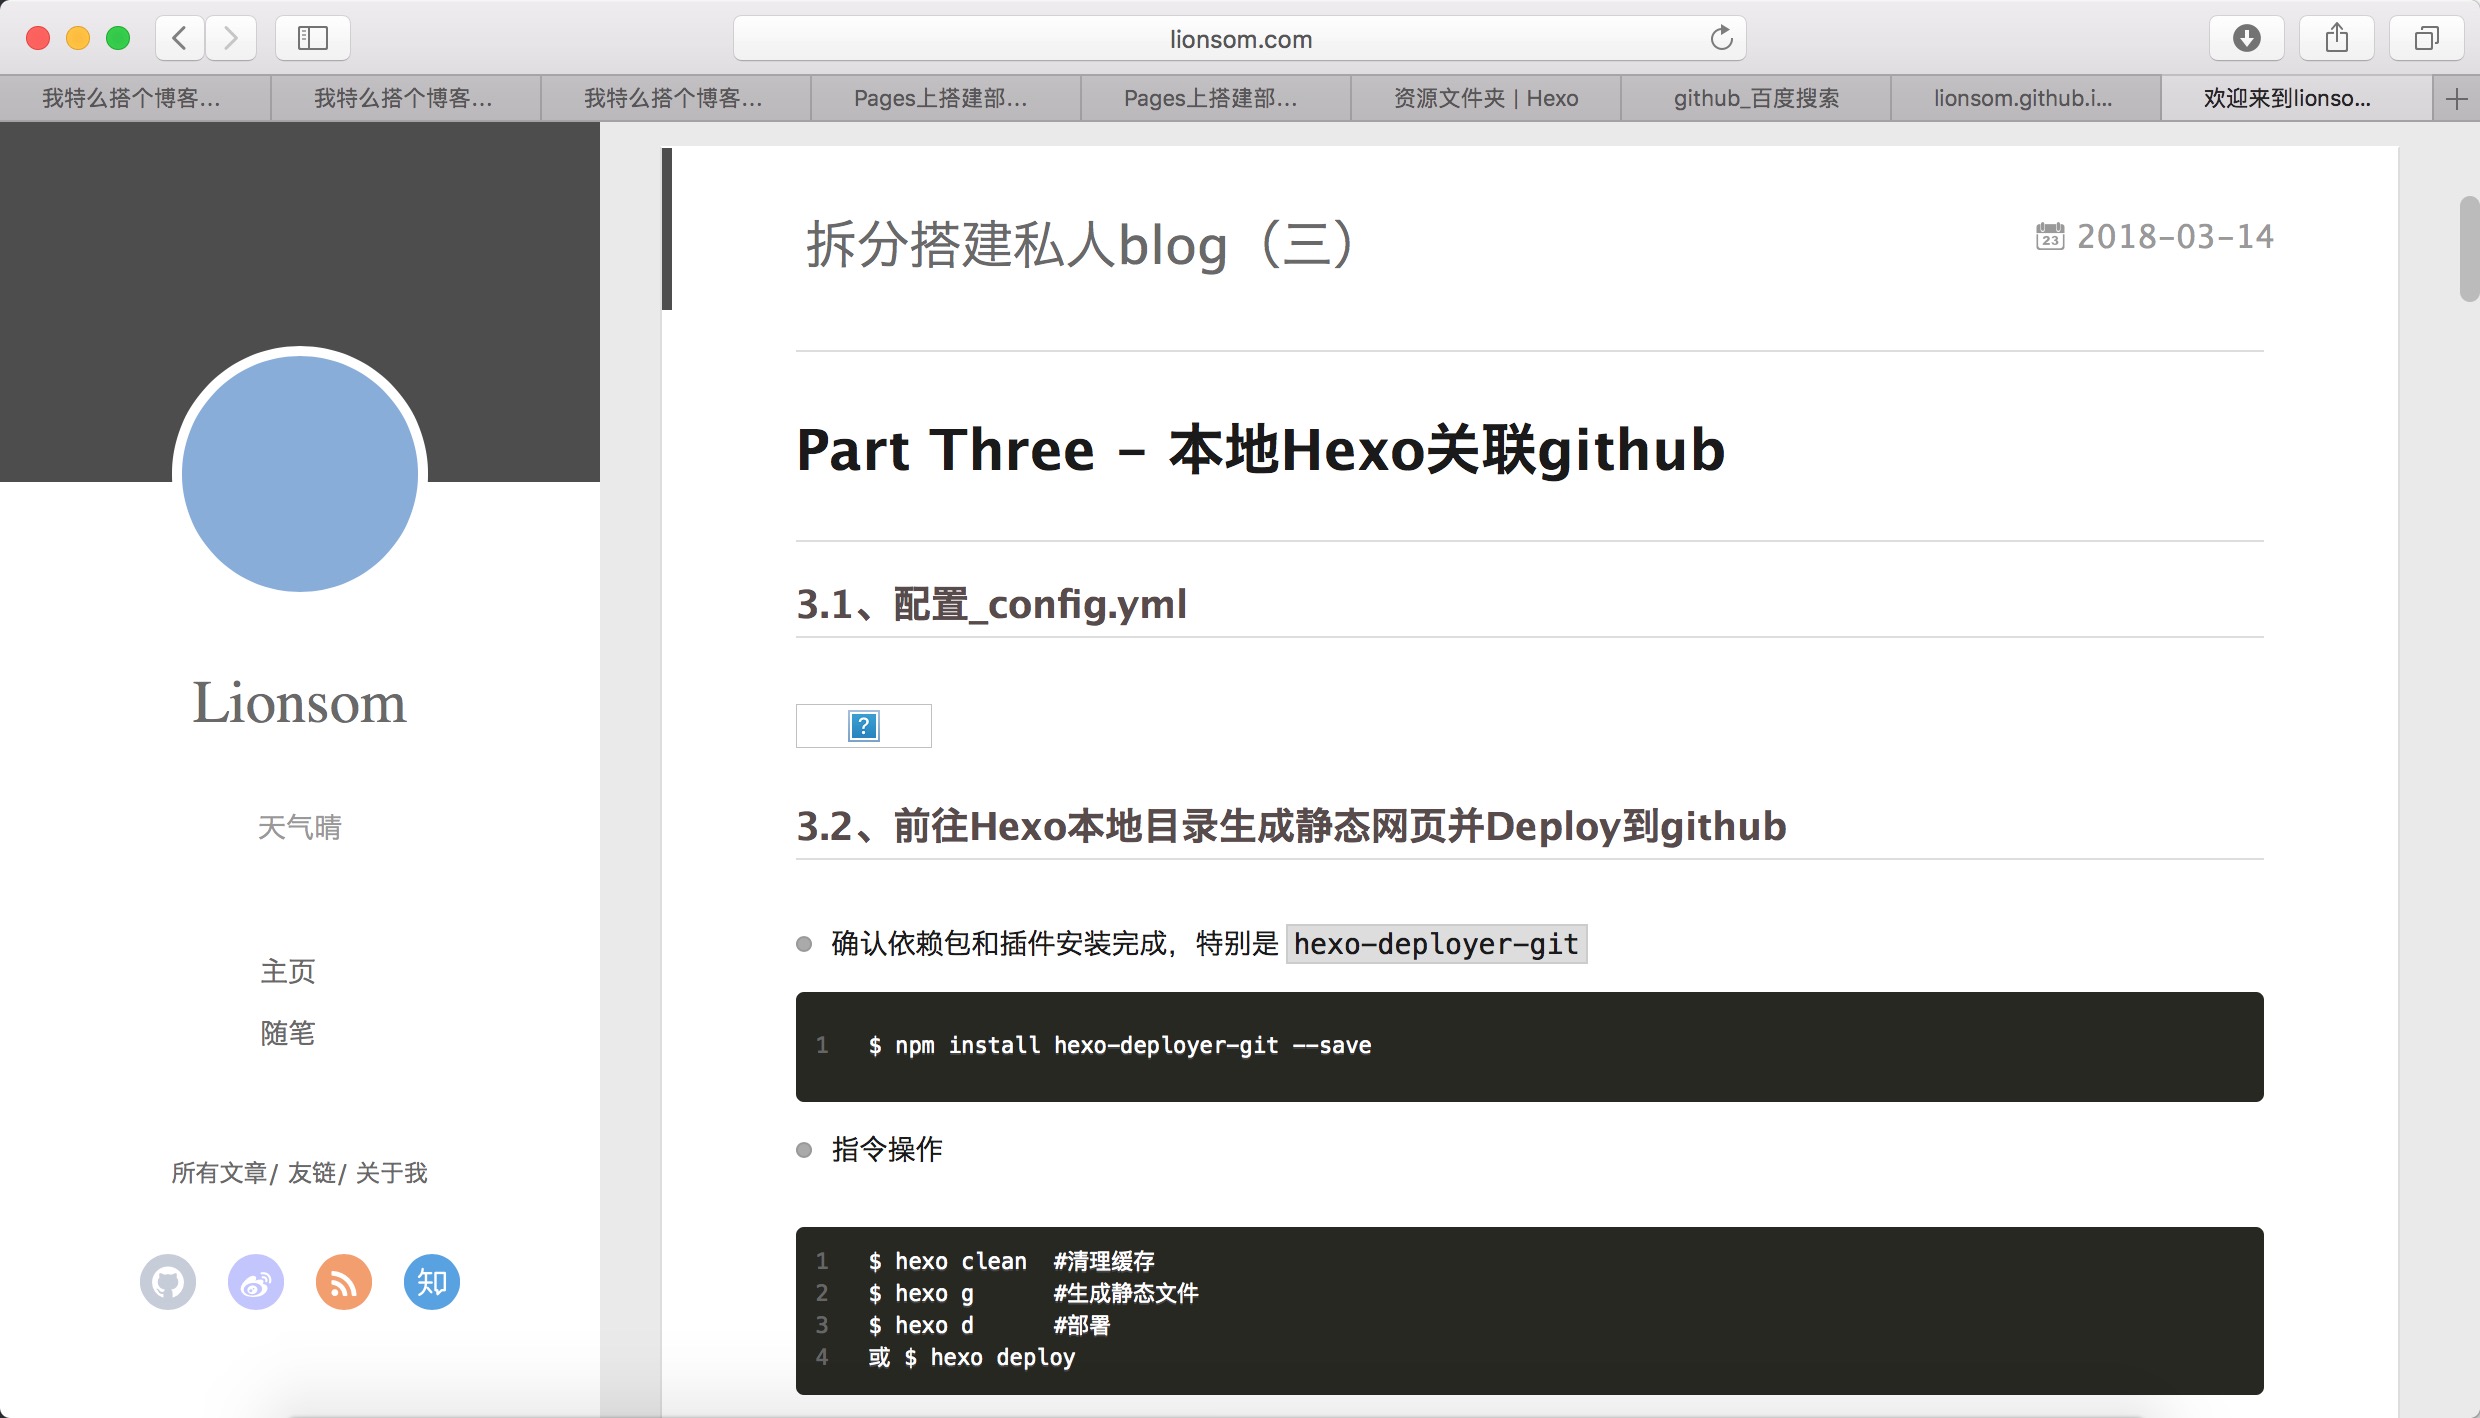 lionsom.com
我特么搭个博客...
我特么搭个博客...
我特么搭个博客...
Pages上搭建部...
Pages上搭建部...
资源文件夹 | Hexo
github_百度搜索
lionsom.github.i...
欢迎来到lionso...
Lionsom
天气晴
主页
随笔
所有文章/ 友链/ 关于我
知
拆分搭建私人blog（三）
23 2018-03-14
Part Three - 本地Hexo关联github
3.1、配置_config.yml
?
3.2、前往Hexo本地目录生成静态网页并Deploy到github
确认依赖包和插件安装完成，特别是 hexo-deployer-git
1 $ npm install hexo-deployer-git --save
指令操作
1 $ hexo clean #清理缓存
2 $ hexo g #生成静态文件
3 $ hexo d #部署
4 或 $ hexo deploy